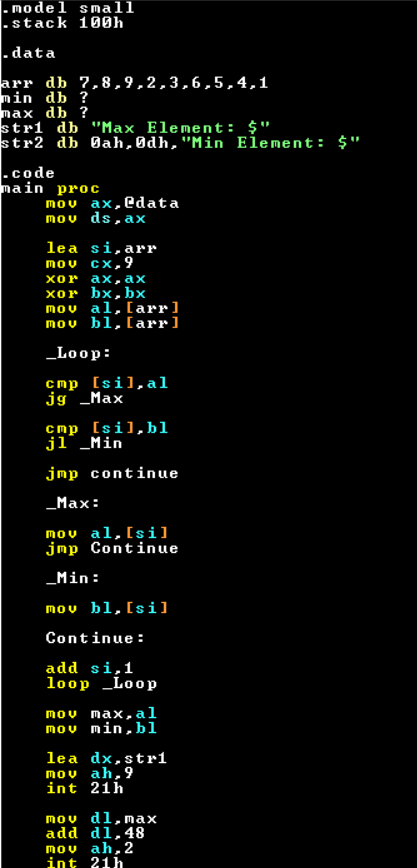 .model small
.stack 100h
.data
arr db 7,8,9,2,3,6,5,4,1
min db ?
max db ?
str1 db "Max Element: $"
str2 db 0ah,0dh,"Min Element: $"
.code
main proc
mov ax,@data
mov ds,ax
lea si,arr
mov cx,9
xor ax,ax
xor bx,bx
mov al,[arr]
mov bl,[arr]
_Loop:
cmp [si],al
jg _Max
cmp [si],bl
jl _Min
jmp continue
_Max:
mov al,[si]
jmp Continue
_Min:
mov bl,[si]
Continue:
add si,1
loop _Loop
mov max,al
mov min,bl
lea dx,str1
mov ah,9
int 21h
mov dl,max
add dl,48
mov ah,2
int 21h